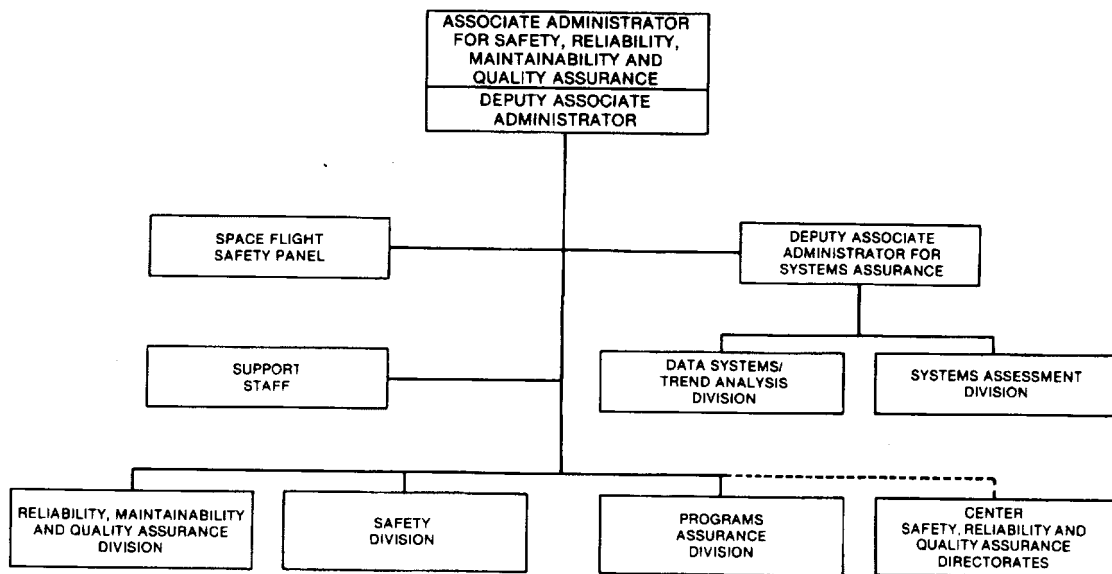 ASSOCIATE ADMINISTRATOR
FOR SAFETY, RELIABILITY,
MAINTAINABILITY AND
QUALITY ASSURANCE
DEPUTY ASSOCIATE
ADMINISTRATOR
SPACE FLIGHT
SAFETY PANEL
DEPUTY ASSOCIATE
ADMINISTRATOR FOR
SYSTEMS ASSURANCE
SUPPORT
STAFF
DATA SYSTEMS/
TREND ANALYSIS
DIVISION
SYSTEMS ASSESSMENT
DIVISION
RELIABILITY, MAINTAINABILITY
AND QUALITY ASSURANCE
DIVISION
SAFETY
DIVISION
PROGRAMS
ASSURANCE
DIVISION
CENTER
SAFETY, RELIABILITY AND
QUALITY ASSURANCE
DIRECTORATES